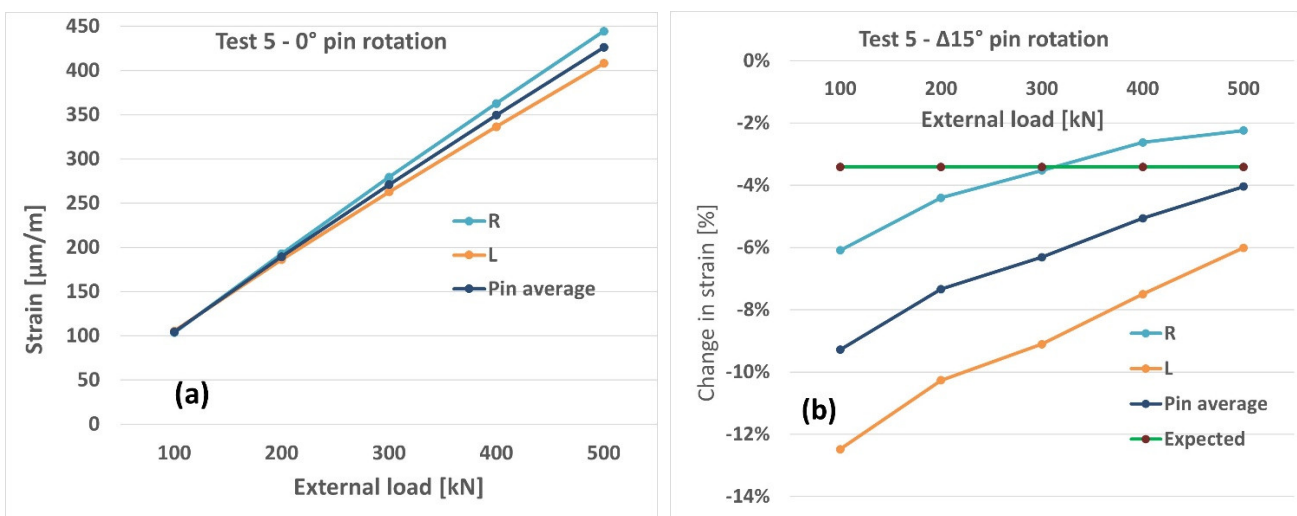 Test 5 - 0° pin rotation
450
400
350
300
250
200
150
100
50
0
Strain [µm/m]
R
L
Pin average
(a)
100 200 300 400 500
External load [kN]
Test 5 - Δ15° pin rotation
0%
-2%
-4%
-6%
-8%
-10%
-12%
-14%
Change in strain [%]
100 200 300 400 500
External load [kN]
R
L
Pin average
Expected
(b)